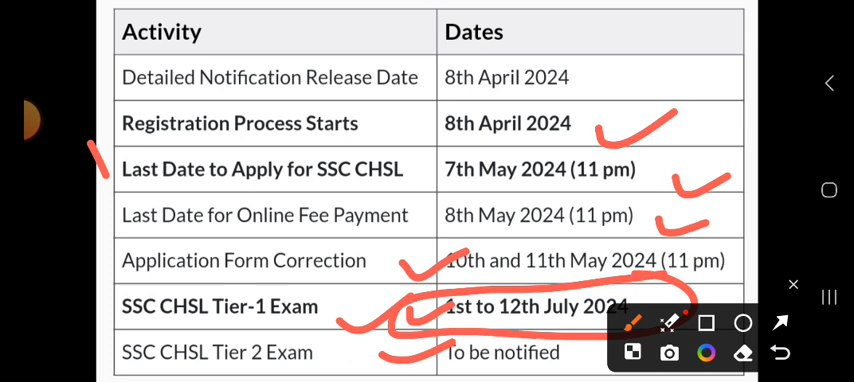 Activity Dates
Detailed Notification Release Date 8th April 2024
Registration Process Starts 8th April 2024
Last Date to Apply for SSC CHSL 7th May 2024 (11 pm)
Last Date for Online Fee Payment 8th May 2024 (11 pm)
Application Form Correction 10th and 11th May 2024 (11 pm)
SSC CHSL Tier-1 Exam 1st to 12th July 2024
SSC CHSL Tier 2 Exam To be notified